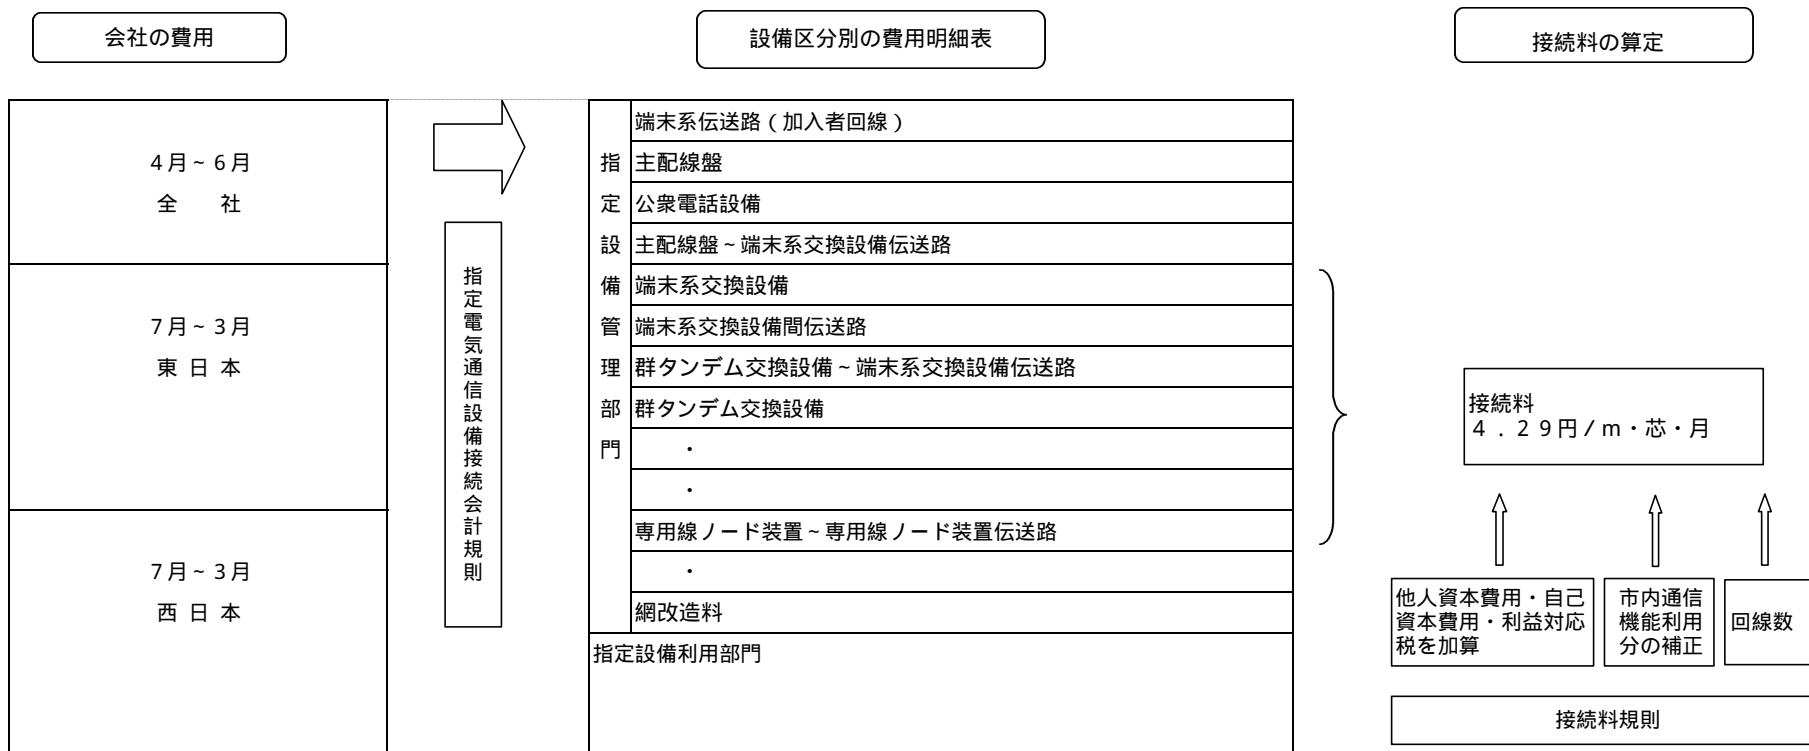 会社の費用
設備区分別の費用明細表
接続料の算定
4月~6月
全 社
7月~3月
東 日 本
7月~3月
西 日 本
指定電気通信設備接続会計規則
指定設備管理部門
端末系伝送路(加入者回線)
主配線盤
公衆電話設備
主配線盤~端末系交換設備伝送路
端末系交換設備
端末系交換設備間伝送路
群タンデム交換設備~端末系交換設備伝送路
群タンデム交換設備
・
・
専用線ノード装置~専用線ノード装置伝送路
・
網改造料
指定設備利用部門
接続料
4.29円/m・芯・月
他人資本費用・自己
資本費用・利益対応
税を加算
市内通信
機能利用
分の補正
回線数
接続料規則